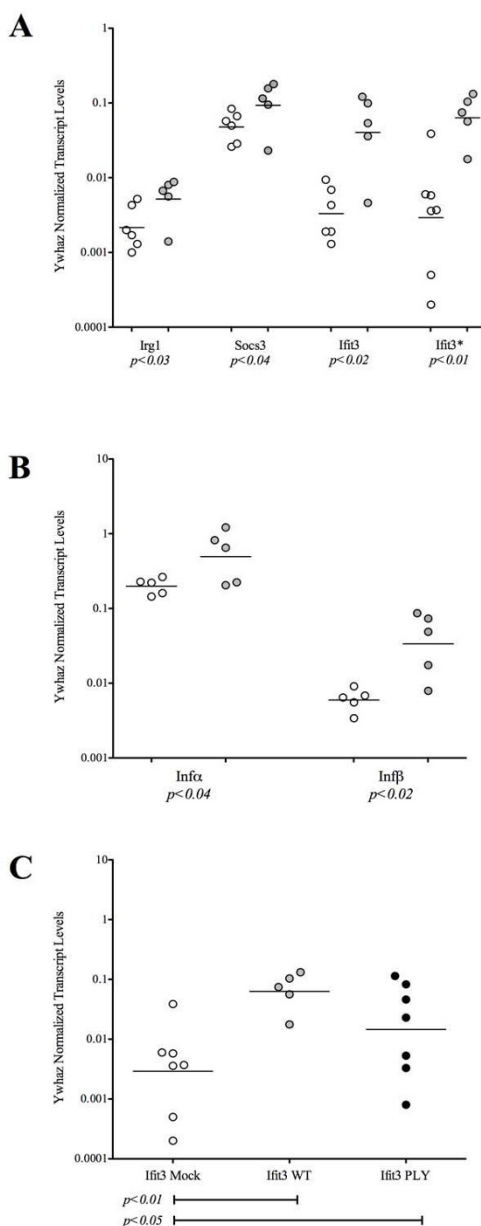 A
Ywhaz Normalized Transcript Levels
1
0.1
0.01
0.001
0.0001
Irg1 Socs3 Ifit3 Ifit3*
p<0.03 p<0.04 p<0.02 p<0.01
B
Ywhaz Normalized Transcript Levels
10
1
0.1
0.01
0.001
Infα Infβ
p<0.04 p<0.02
C
Ywhaz Normalized Transcript Levels
10
1
0.1
0.01
0.001
0.0001
Ifit3 Mock Ifit3 WT Ifit3 PLY
p<0.01
p<0.05